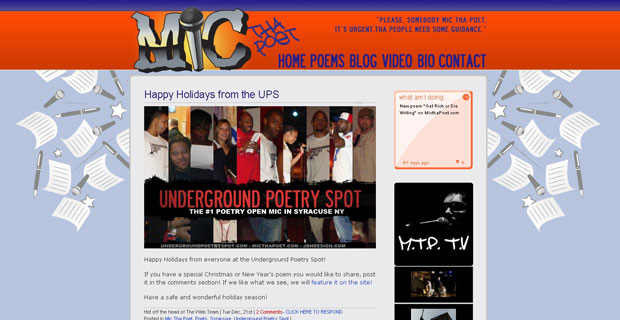 MIC
THA
POET
"PLEASE, SOMEBODY MIC THA POET.
IT'S URGENT, THA PEOPLE NEED SOME GUIDANCE."
HOME POEMS BLOG VIDEO BIO CONTACT
Happy Holidays from the UPS
UNDERGROUND POETRY SPOT
THE #1 POETRY OPEN MIC IN SYRACUSE NY
UNDERGROUNDPOETRYSPOT.COM - MICTHAPOET.COM - JBHDESIGN.COM
Happy Holidays from everyone at the Underground Poetry Spot!
If you have a special Christmas or New Year's poem you would like to share, post
it in the comments section! If we like what we see, we will feature it on the site!
Have a safe and wonderful holiday season!
Hot off the head of The Web Team | Tue Dec, 21st | 2 Comments- CLICK HERE TO RESPOND
Posted in Mic Tha Poet, Poets, Syracuse, Underground Poetry Spot |
what am I doing...
New poem "Get Rich or Die
Writing" on MicthaPoet.com
61 days ago
M.T.P. TV